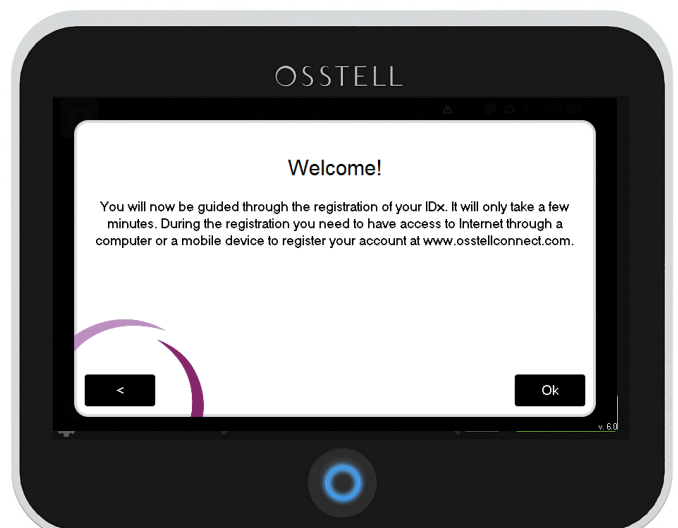 OSSTELL
Welcome!
You will now be guided through the registration of your IDx. It will only take a few
minutes. During the registration you need to have access to Internet through a
computer or a mobile device to register your account at www.osstellconnect.com.
<
Ok
v. 6.0